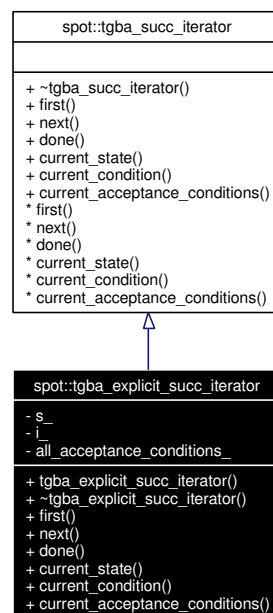 spot::tgba_succ_iterator
+ ~tgba_succ_iterator()
+ first()
+ next()
+ done()
+ current_state()
+ current_condition()
+ current_acceptance_conditions()
* first()
* next()
* done()
* current_state()
* current_condition()
* current_acceptance_conditions()
spot::tgba_explicit_succ_iterator
- s_
- i_
- all_acceptance_conditions_
+ tgba_explicit_succ_iterator()
+ ~tgba_explicit_succ_iterator()
+ first()
+ next()
+ done()
+ current_state()
+ current_condition()
+ current_acceptance_conditions()